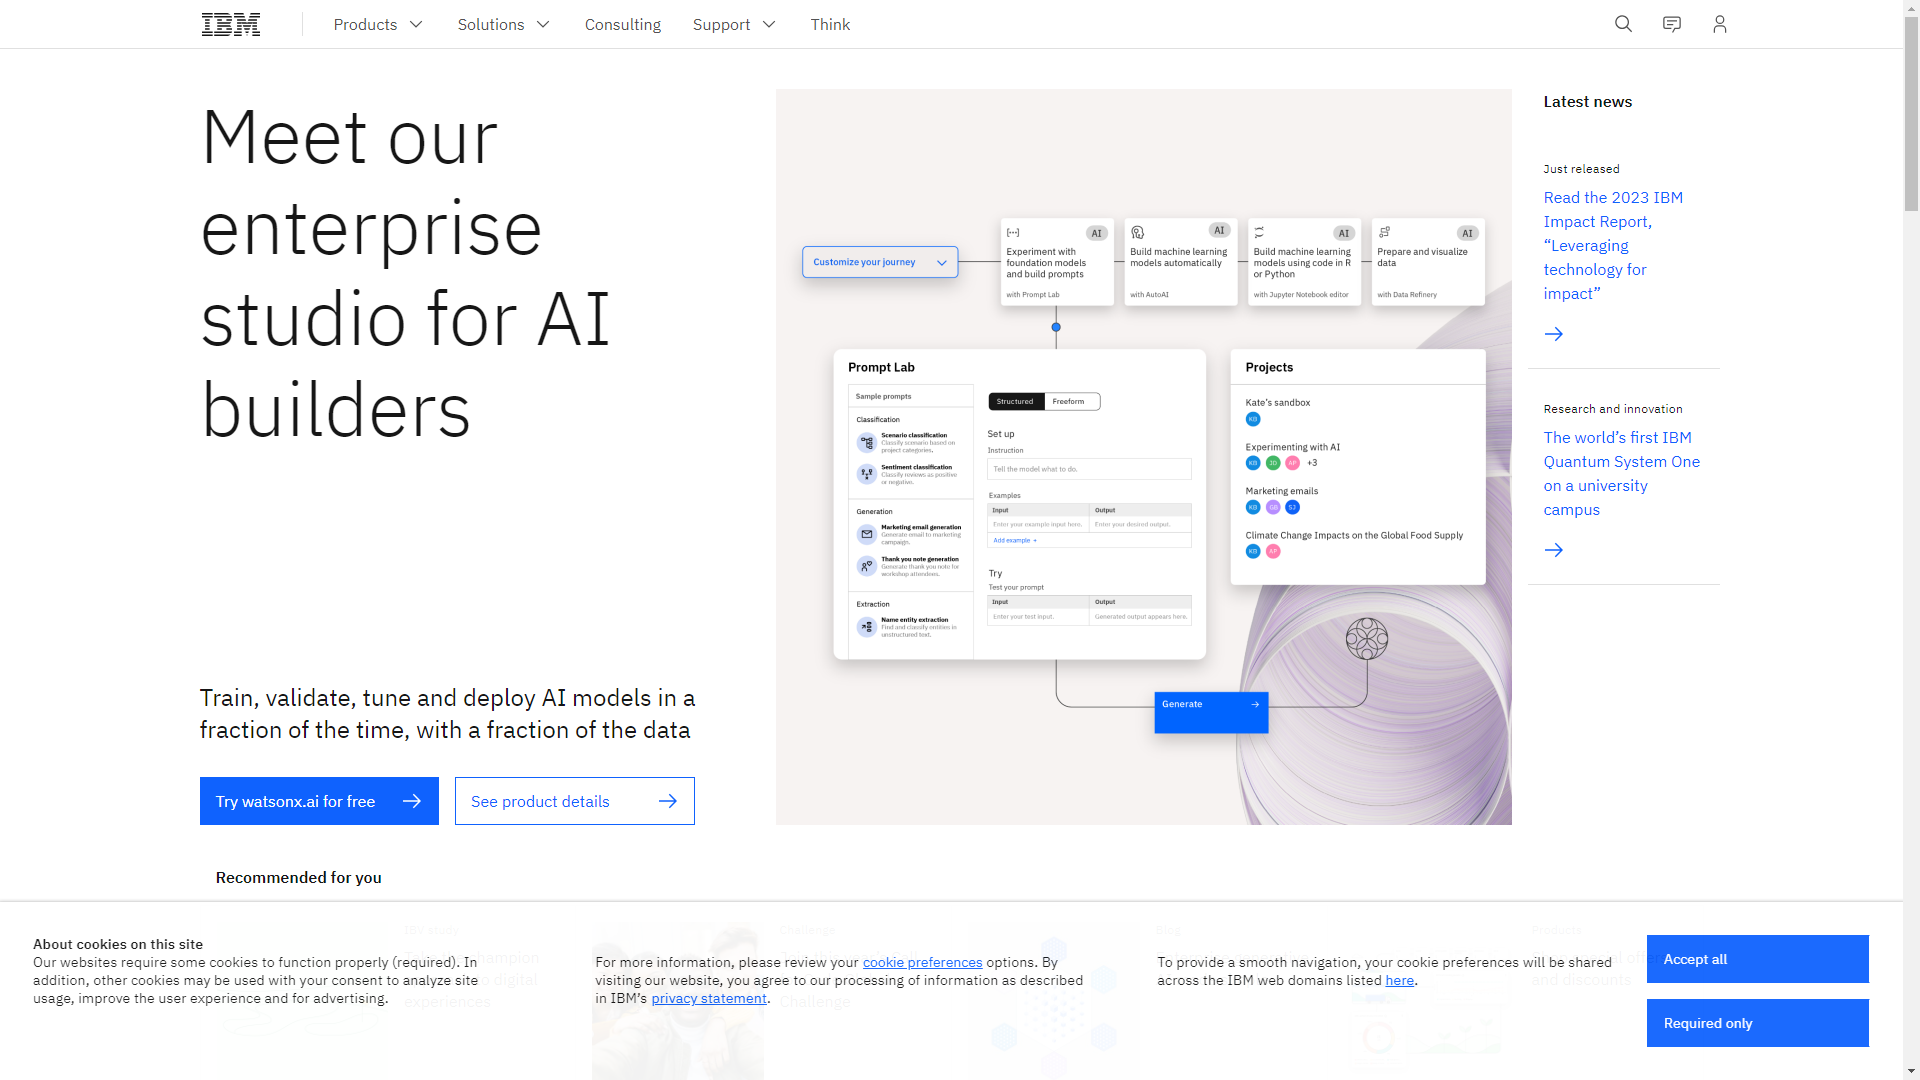 IBM
Products
Solutions
Consulting
Support
Think
Meet our
enterprise
studio for AI
builders
Train, validate, tune and deploy AI models in a
fraction of the time, with a fraction of the data
Try watsonx.ai for free
See product details
Customize your journey
AI
Experiment with
foundation models
and build prompts
with Prompt Lab
AI
Build machine learning
models automatically
with AutoAI
AI
Build machine learning
models using code in R
or Python
with Jupyter Notebook editor
AI
Prepare and visualize
data
with Data Refinery
Prompt Lab
Sample prompts
Classification
Scenario classification
Classify scenario based on
project categories.
Sentiment classification
Classify reviews as positive
or negative.
Generation
Marketing email generation
Generate email to marketing
campaign.
Thank you note generation
Generate thank you note for
workshop attendees.
Extraction
Name entity extraction
Find and classify entities in
unstructured text.
Structured
Freeform
Set up
Instruction
Tell the model what to do.
Examples
Input
Output
Enter your example input here.
Enter your desired output.
Add example +
Try
Test your prompt
Input
Output
Enter your test input.
Generated output appears here.
Projects
Kate’s sandbox
KB
Experimenting with AI
KB
JD
AP
+3
Marketing emails
KB
GB
SJ
Climate Change Impacts on the Global Food Supply
KB
AP
Generate
Latest news
Just released
Read the 2023 IBM
Impact Report,
“Leveraging
technology for
impact”
Research and innovation
The world’s first IBM
Quantum System One
on a university
campus
Recommended for you
About cookies on this site
Our websites require some cookies to function properly (required). In
addition, other cookies may be used with your consent to analyze site
usage, improve the user experience and for advertising.
For more information, please review your cookie preferences options. By
visiting our website, you agree to our processing of information as described
in IBM’s privacy statement.
To provide a smooth navigation, your cookie preferences will be shared
across the IBM web domains listed here.
Accept all
Required only